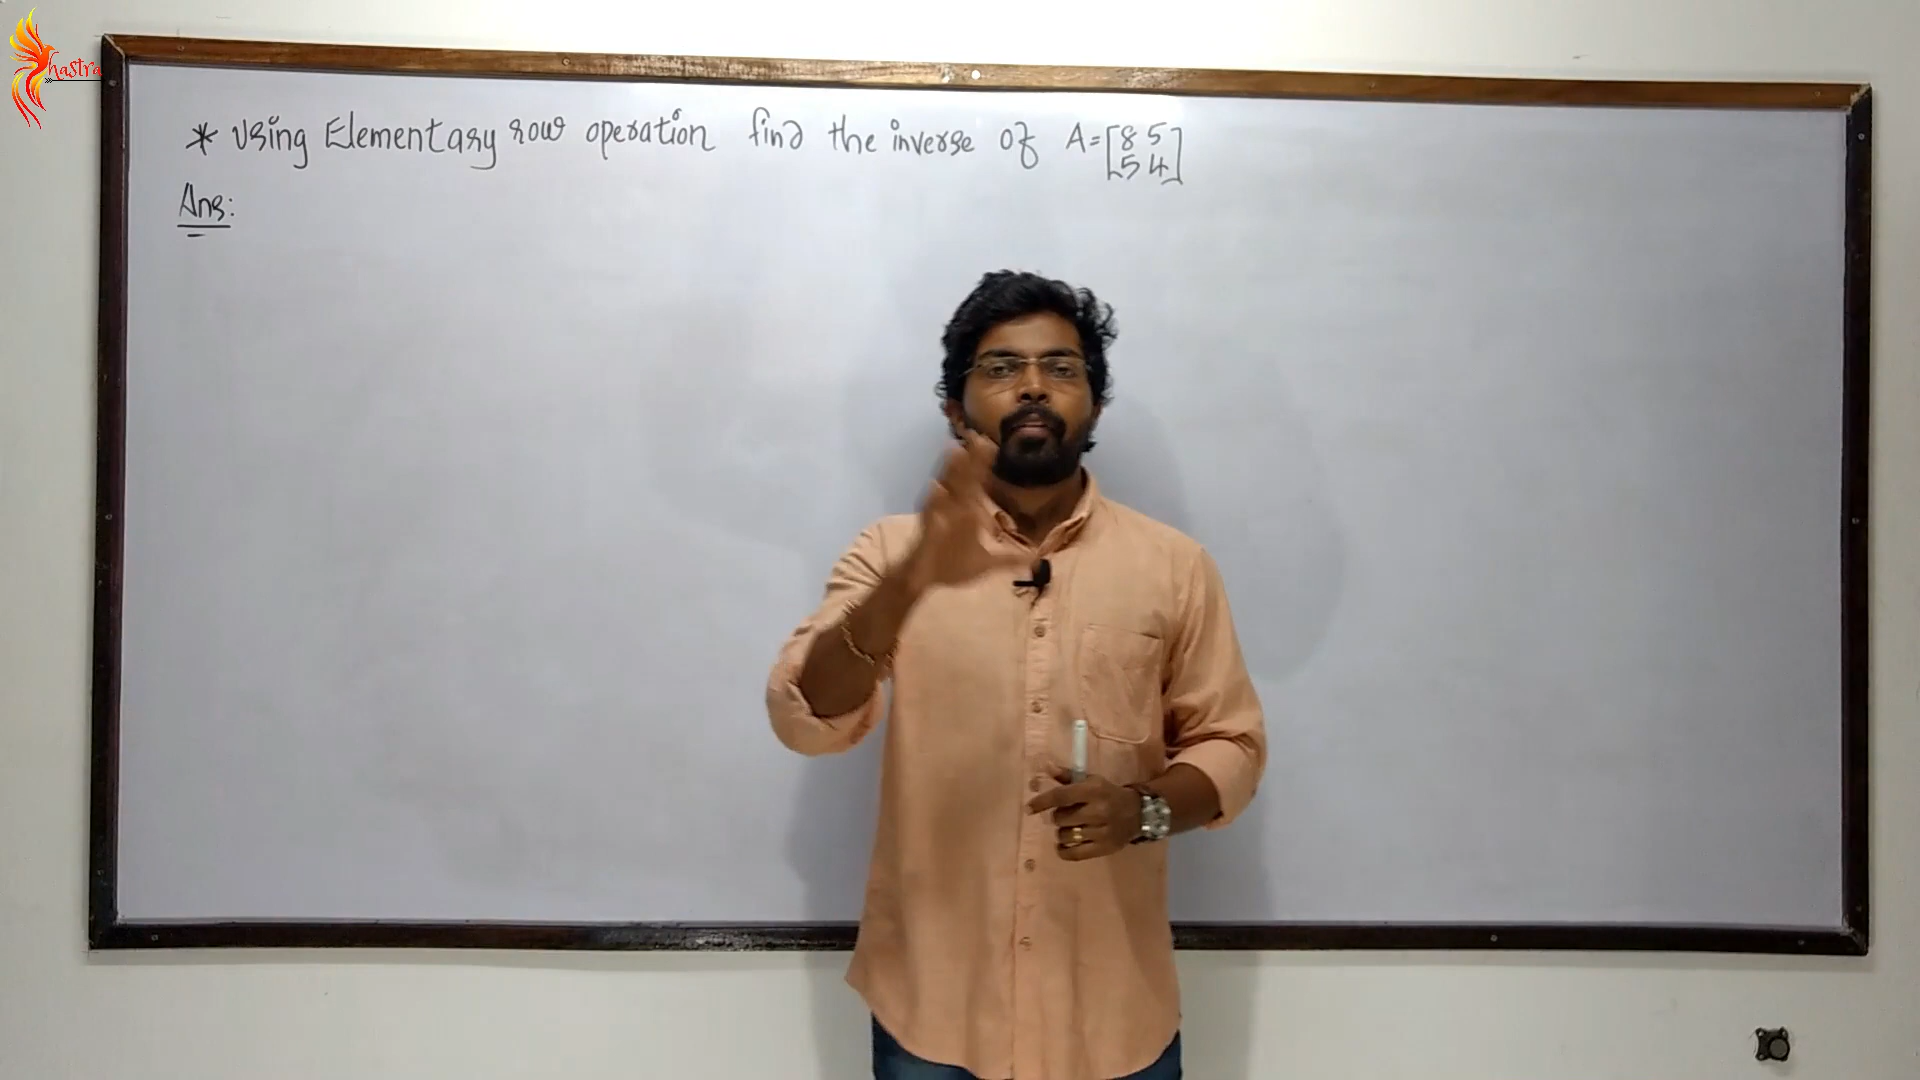 hastra
* Using Elementary row operation find the inverse of A=[8 5
5 4]
Ans: